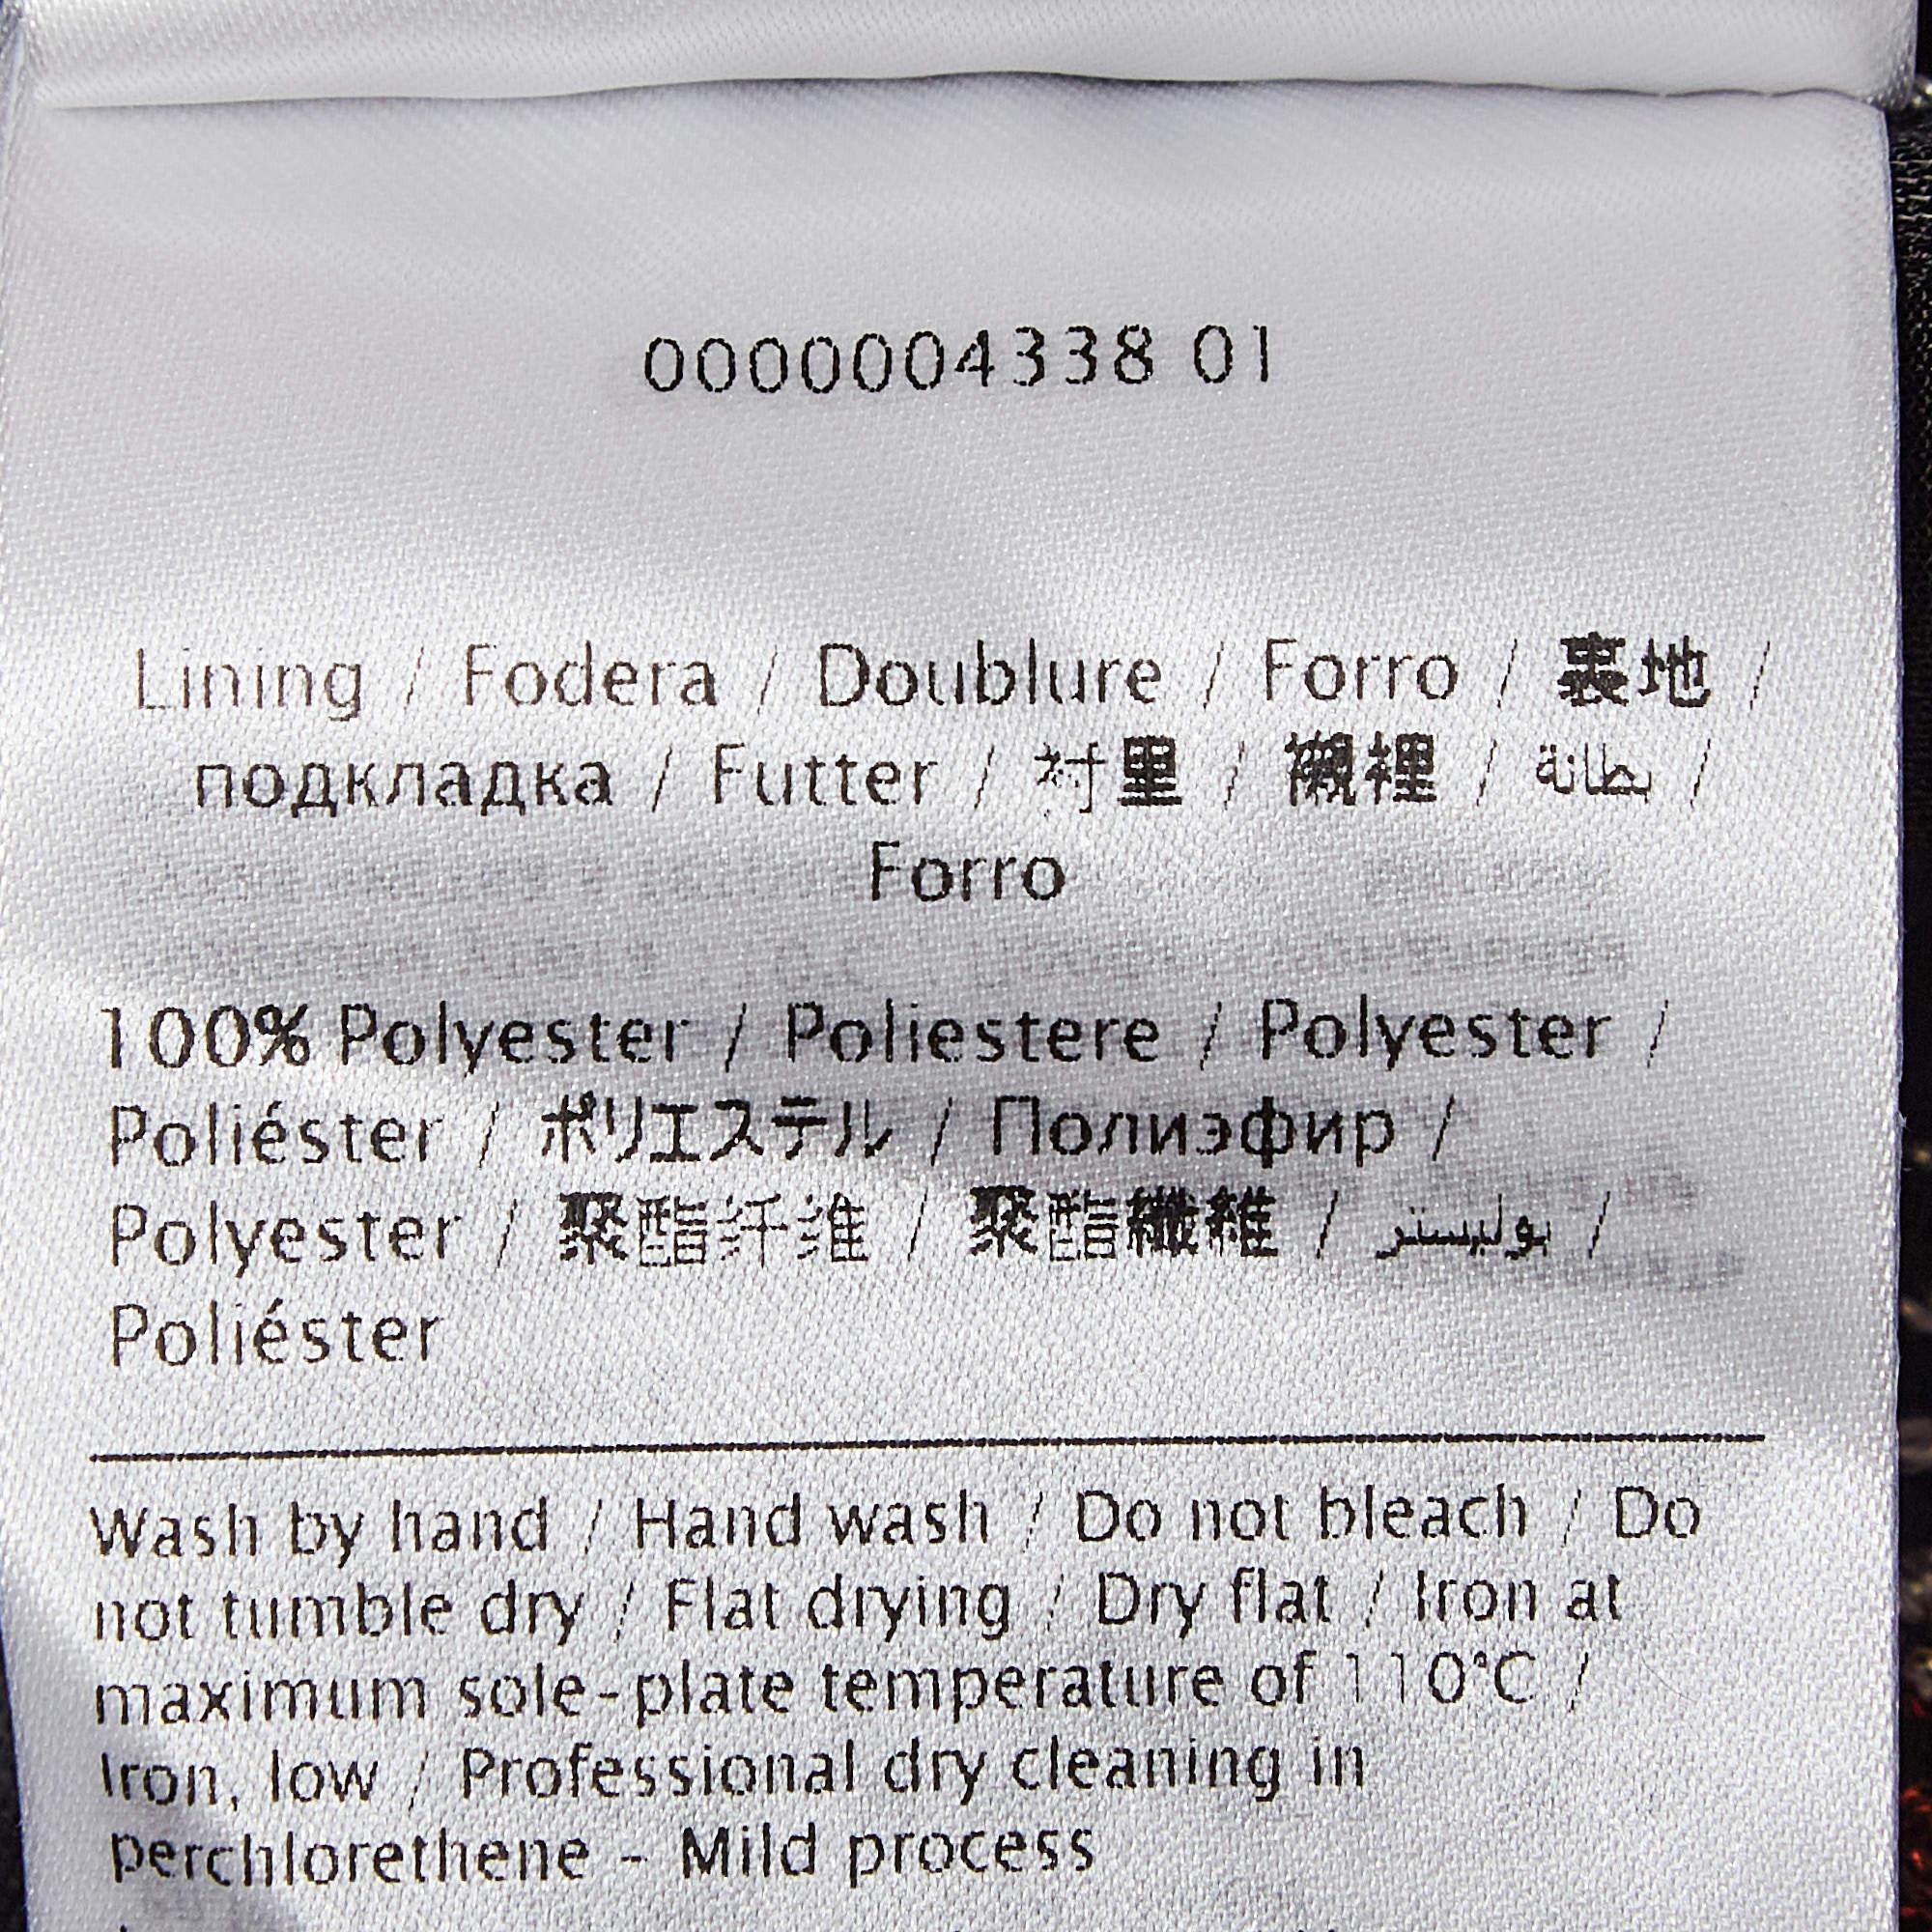 0000004338 01
Lining / Fodera / Doublure / Forro / 裏地 /
подкладка / Futter / 衬里 / 襯裡 / بطانة /
Forro
100% Polyester / Poliestere / Polyester /
Poliéster / ポリエステル / Полиэфир /
Polyester / 聚酯纤维 / 聚酯纖維 / بوليستر /
Poliéster
Wash by hand / Hand wash / Do not bleach / Do
not tumble dry / Flat drying / Dry flat / Iron at
maximum sole-plate temperature of 110°C /
Iron, low / Professional dry cleaning in
perchlorethene - Mild process